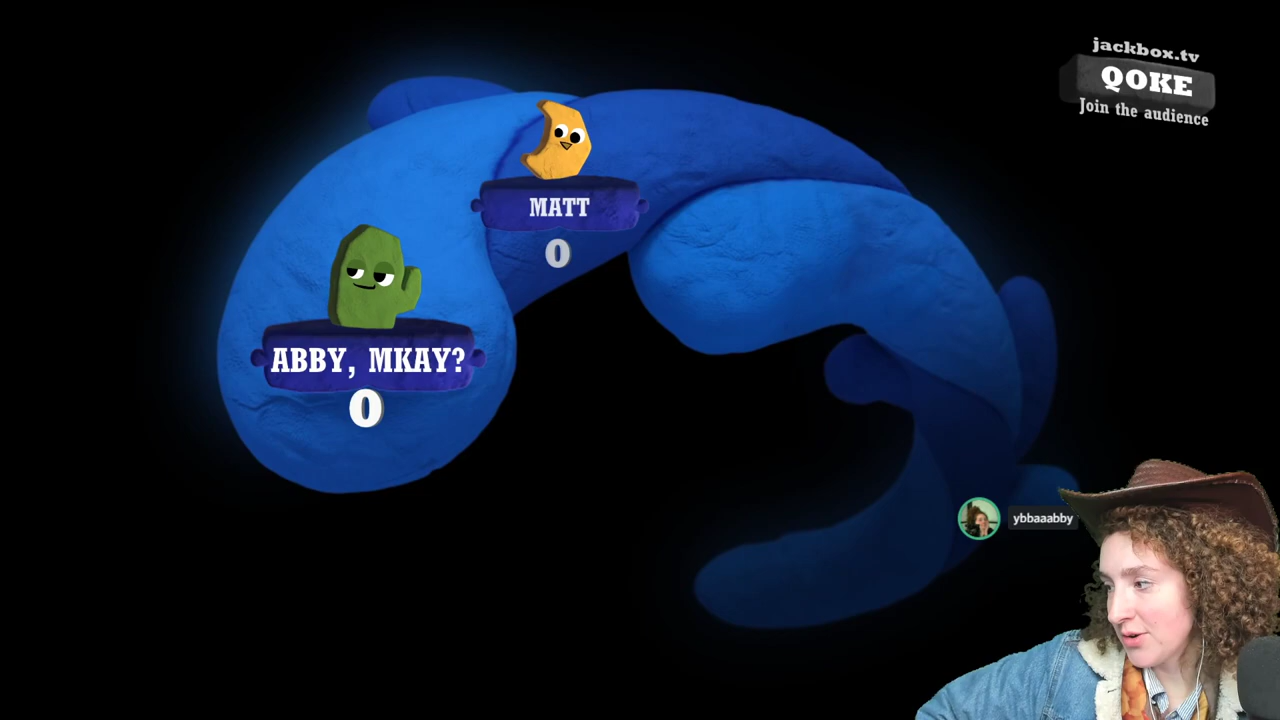 jackbox.tv
QOKE
Join the audience
MATT
0
ABBY, MKAY?
0
ybbaaabby